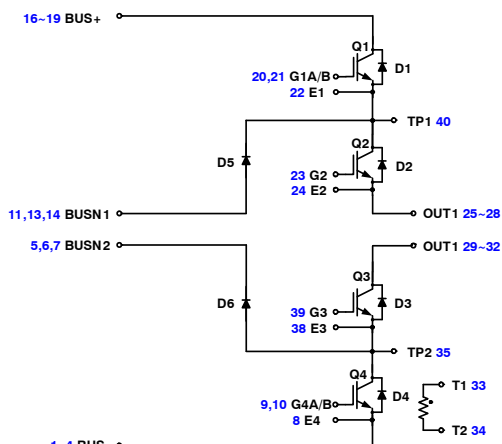 16~19 BUS+
Q1
D1
20,21 G1A/B
22 E1
TP1 40
Q2
D5
D2
23 G2
24 E2
11,13,14 BUSN1
OUT1 25~28
5,6,7 BUSN2
OUT1 29~32
Q3
D6
D3
39 G3
38 E3
TP2 35
Q4
D4
T1 33
9,10 G4A/B
8 E4
T2 34